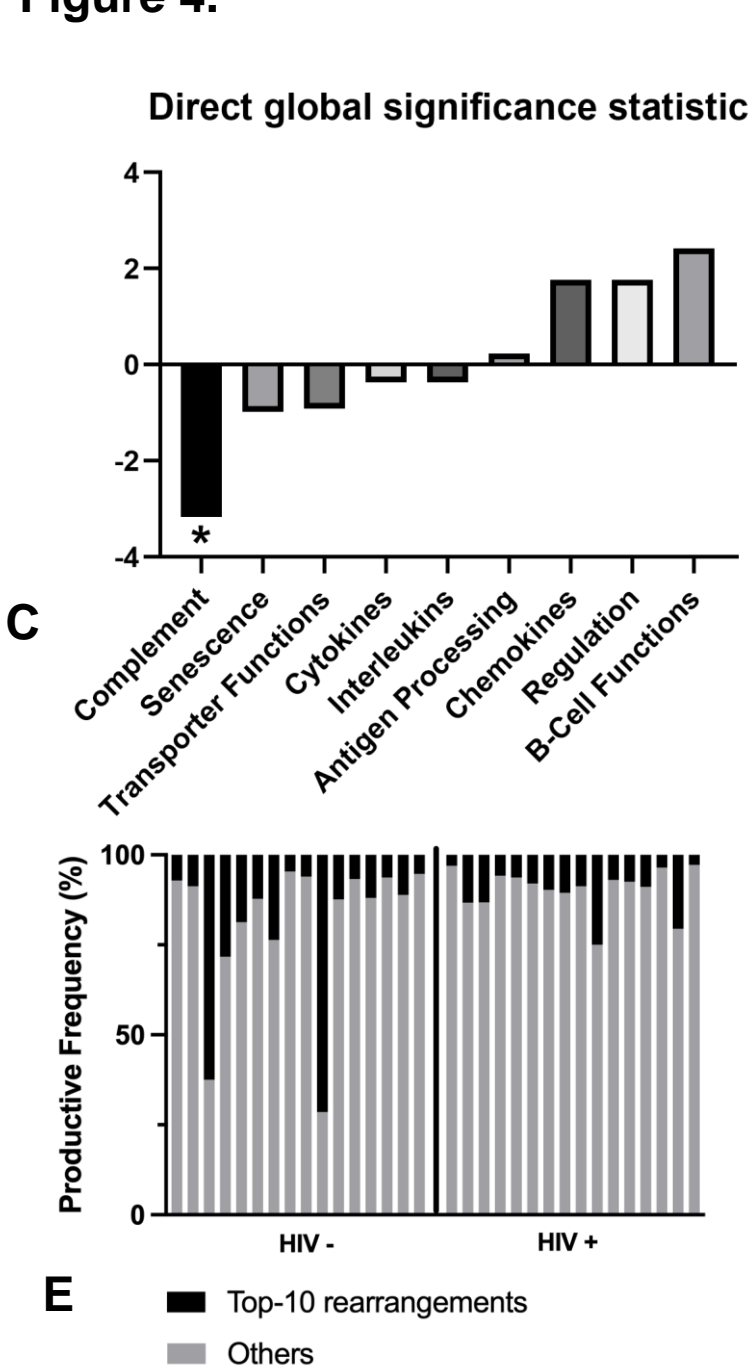 Figure 4.
Direct global significance statistic
4
2
0
-2
-4
*
Complement
Senescence
Transporter Functions
Cytokines
Interleukins
Antigen Processing
Chemokines
Regulation
B-Cell Functions
C
Productive Frequency (%)
100
50
0
HIV -
HIV +
E
Top-10 rearrangements
Others